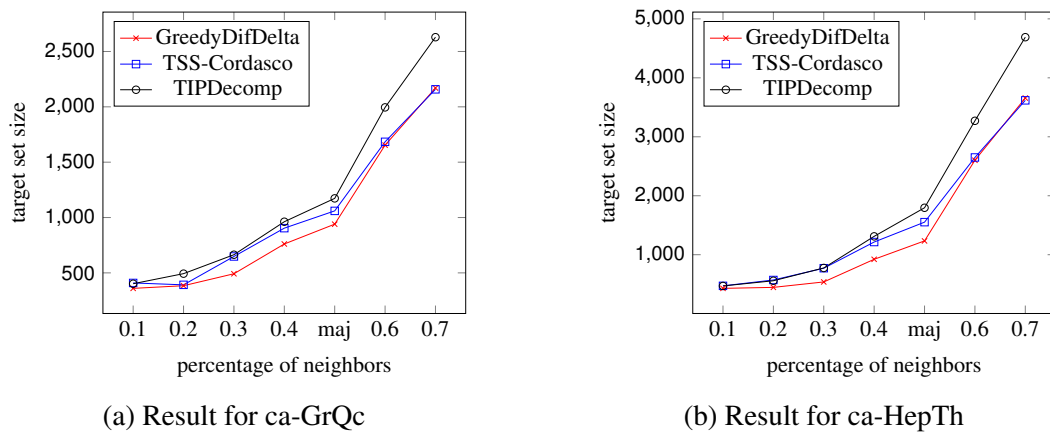 GreedyDifDelta
TSS-Cordasco
TIPDecomp
2,500
2,000
1,500
1,000
500
target set size
0.1 0.2 0.3 0.4 maj 0.6 0.7
percentage of neighbors
(a) Result for ca-GrQc
GreedyDifDelta
TSS-Cordasco
TIPDecomp
5,000
4,000
3,000
2,000
1,000
target set size
0.1 0.2 0.3 0.4 maj 0.6 0.7
percentage of neighbors
(b) Result for ca-HepTh